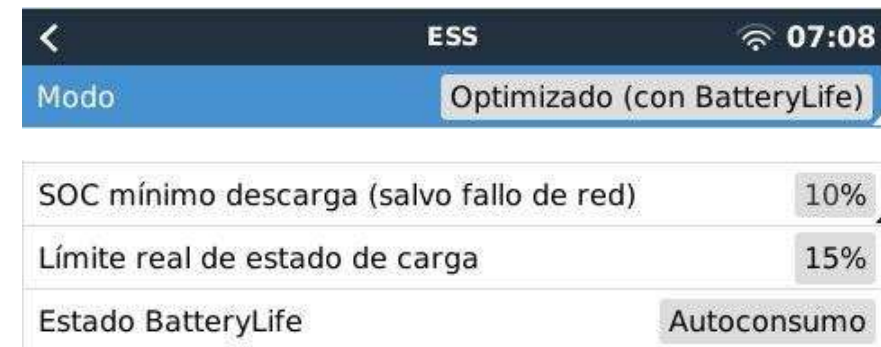 ESS 07:08
Modo Optimizado (con BatteryLife)
SOC mínimo descarga (salvo fallo de red) 10%
Límite real de estado de carga 15%
Estado BatteryLife Autoconsumo